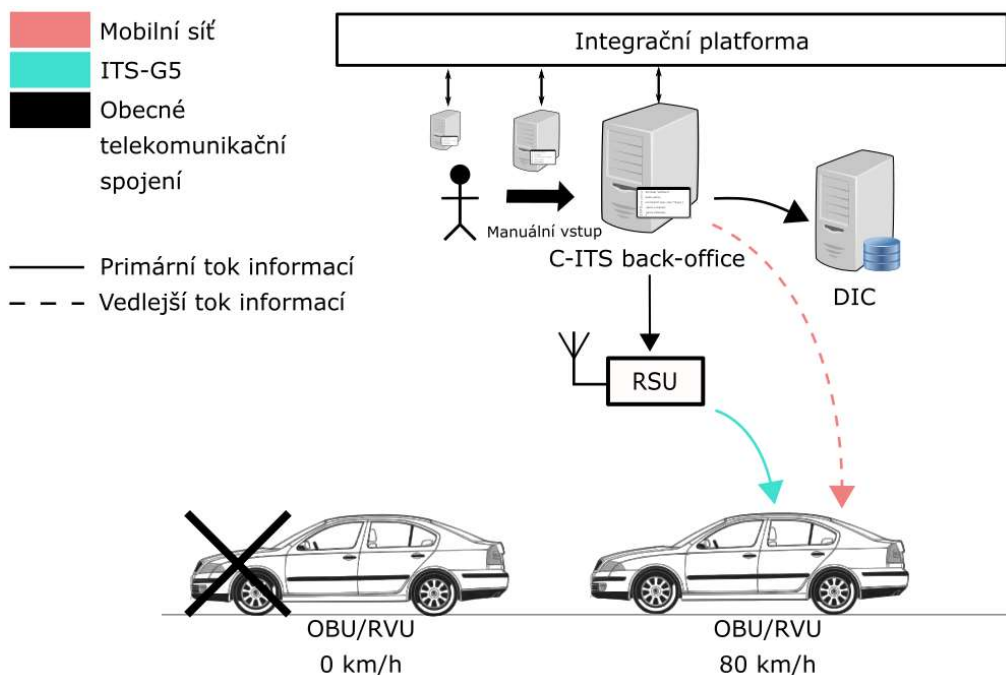 Mobilní síť
ITS-G5
Obecné
telekomunikační
spojení
Primární tok informací
Vedlejší tok informací
Integrační platforma
Manuální vstup
C-ITS back-office
DIC
RSU
OBU/RVU
0 km/h
OBU/RVU
80 km/h